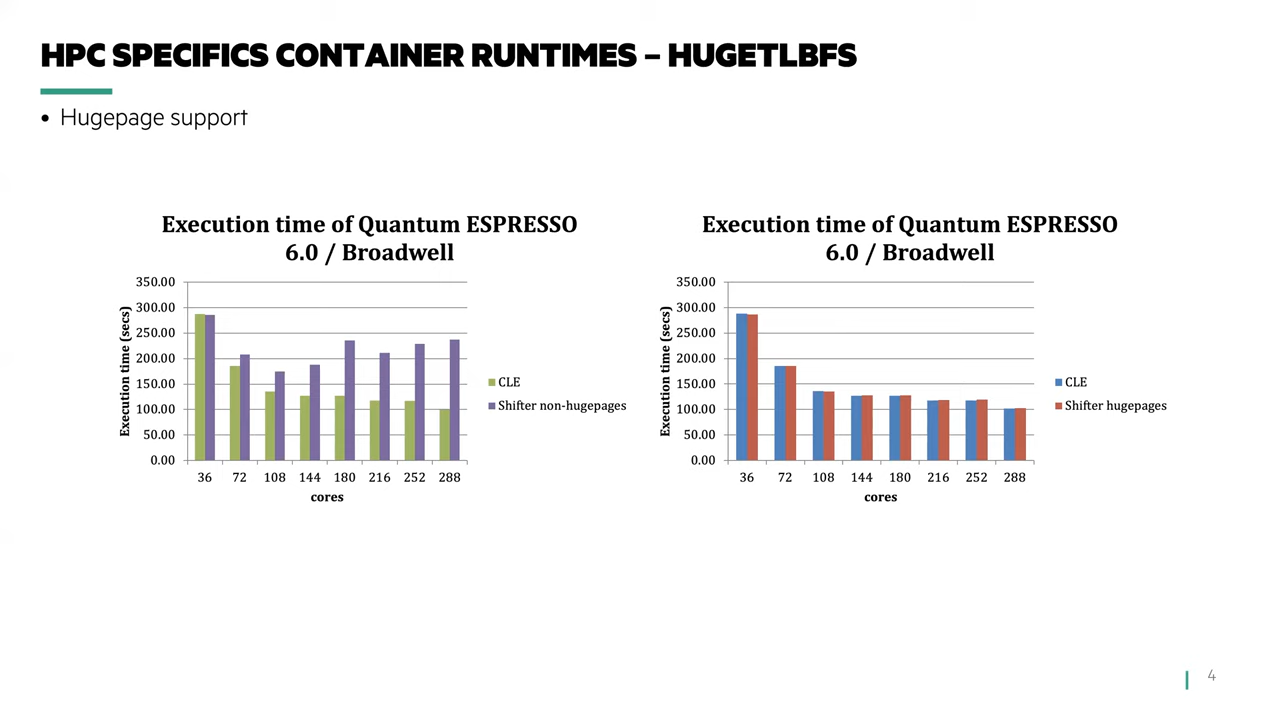 HPC SPECIFICS CONTAINER RUNTIMES – HUGETLBFS
• Hugepage support
Execution time of Quantum ESPRESSO
6.0 / Broadwell
350.00
300.00
250.00
200.00
150.00
100.00
50.00
0.00
Execution time (secs)
36 72 108 144 180 216 252 288
cores
CLE
Shifter non-hugepages
Execution time of Quantum ESPRESSO
6.0 / Broadwell
350.00
300.00
250.00
200.00
150.00
100.00
50.00
0.00
Execution time (secs)
36 72 108 144 180 216 252 288
cores
CLE
Shifter hugepages
4